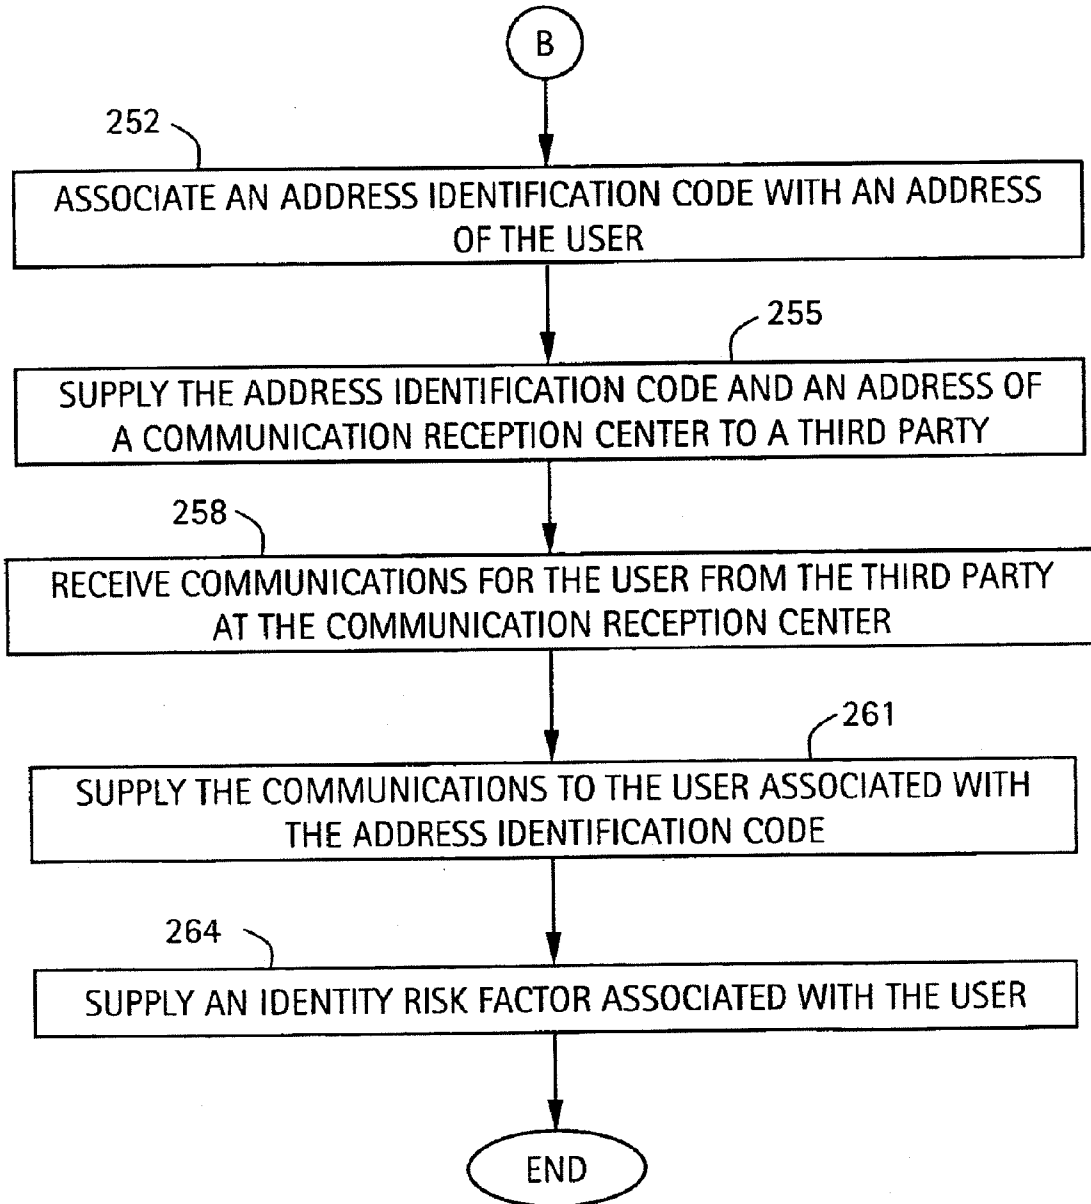 B
252
ASSOCIATE AN ADDRESS IDENTIFICATION CODE WITH AN ADDRESS
OF THE USER
255
SUPPLY THE ADDRESS IDENTIFICATION CODE AND AN ADDRESS OF
A COMMUNICATION RECEPTION CENTER TO A THIRD PARTY
258
RECEIVE COMMUNICATIONS FOR THE USER FROM THE THIRD PARTY
AT THE COMMUNICATION RECEPTION CENTER
261
SUPPLY THE COMMUNICATIONS TO THE USER ASSOCIATED WITH
THE ADDRESS IDENTIFICATION CODE
264
SUPPLY AN IDENTITY RISK FACTOR ASSOCIATED WITH THE USER
END